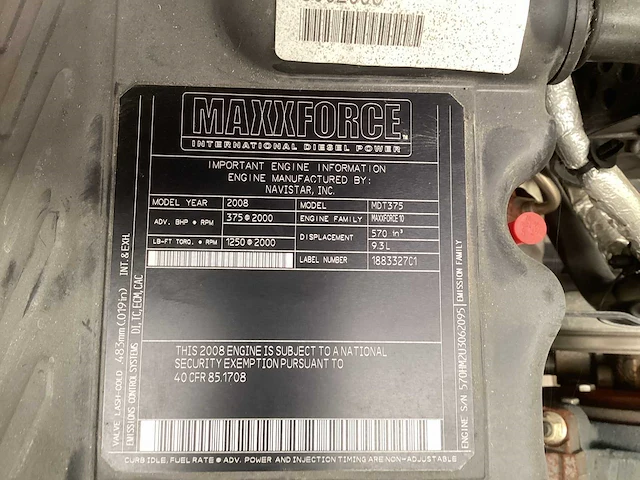 MAXXFORCE™
INTERNATIONAL DIESEL POWER
IMPORTANT ENGINE INFORMATION
ENGINE MANUFACTURED BY:
NAVISTAR, INC.
MODEL YEAR 2008 MODEL MDT375
ADV. BHP @ RPM 375@2000 ENGINE FAMILY MAXXFORCE 10
LB-FT TORQ. @ RPM 1250@2000 DISPLACEMENT 570 in³
9.3L
LABEL NUMBER 1883327C1
THIS 2008 ENGINE IS SUBJECT TO A NATIONAL
SECURITY EXEMPTION PURSUANT TO
40 CFR 85.1708
CURB IDLE, FUEL RATE & ADV. POWER AND INJECTION TIMING ARE NON-ADJUSTABLE
VALVE LASH-COLD .483mm(.019in) INT.& EXH.
EMISSIONS CONTROL SYSTEMS DI,TC,ECM,CAC
ENGINE S/N 570HM2U3062095 EMISSION FAMILY